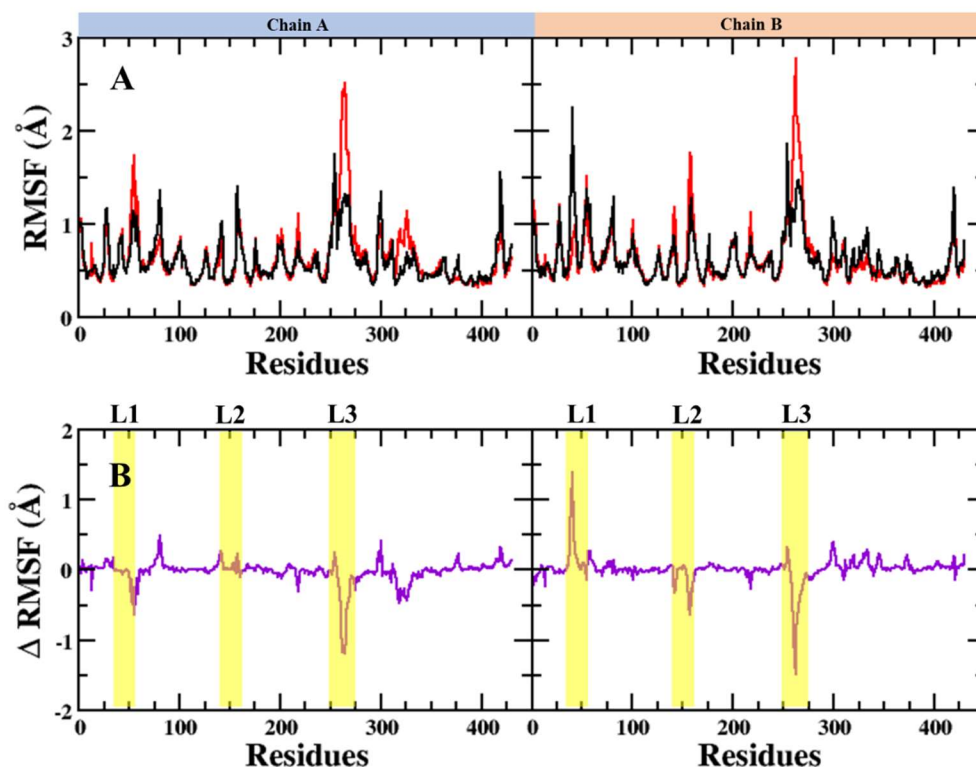 Chain A Chain B
3
A
2
RMSF (Å)
1
0
0 100 200 300 400 0 100 200 300 400
Residues Residues
L1 L2 L3 L1 L2 L3
2
B
1
Δ RMSF (Å)
0
-1
-2
0 100 200 300 400 0 100 200 300 400
Residues Residues